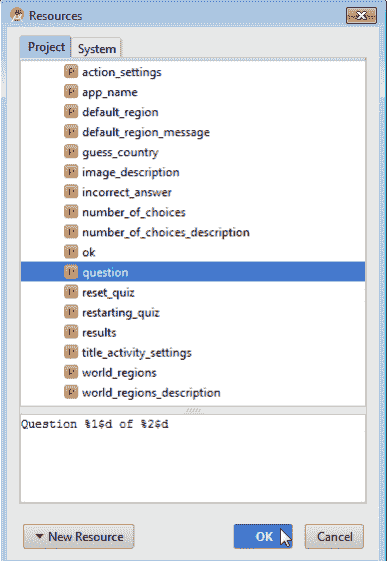 Resources
Project System
action_settings
app_name
default_region
default_region_message
guess_country
image_description
incorrect_answer
number_of_choices
number_of_choices_description
ok
question
reset_quiz
restarting_quiz
results
title_activity_settings
world_regions
world_regions_description
Question %1$d of %2$d
New Resource OK Cancel